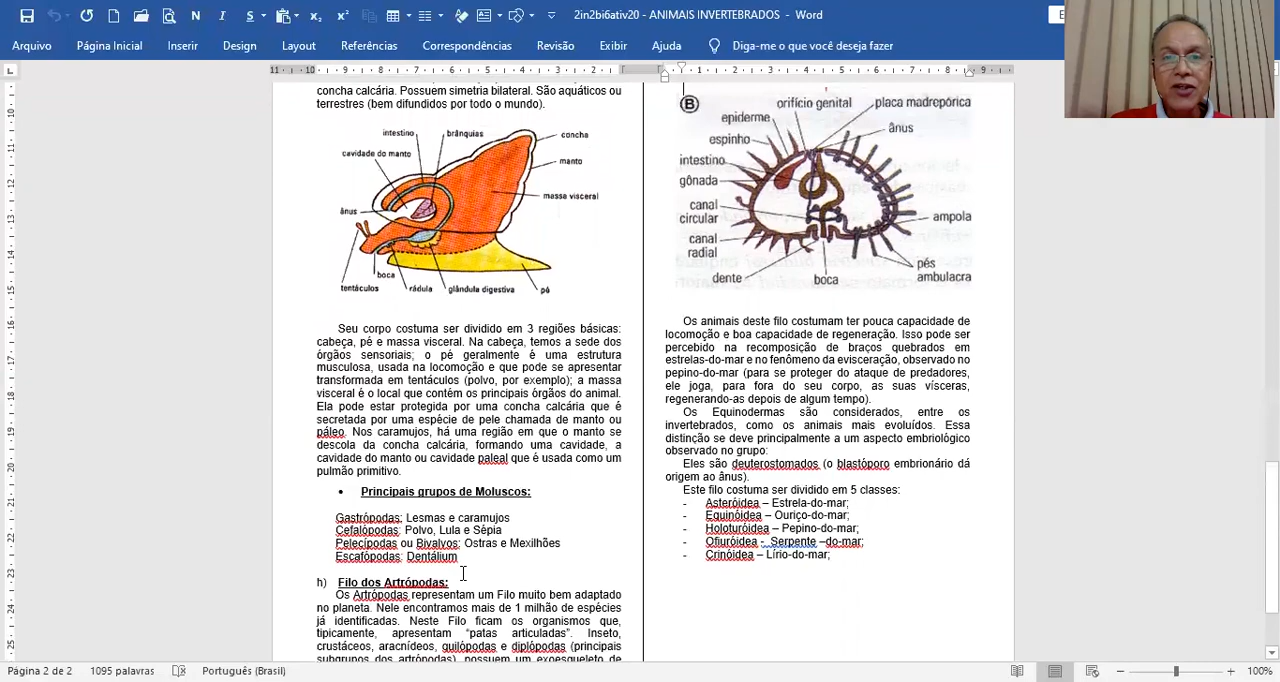 2in2bi6ativ20 - ANIMAIS INVERTEBRADOS - Word
Arquivo Página Inicial Inserir Design Layout Referências Correspondências Revisão Exibir Ajuda Diga-me o que você deseja fazer
concha calcária. Possuem simetria bilateral. São aquáticos ou
terrestres (bem difundidos por todo o mundo).
intestino
brânquias
concha
cavidade do manto
manto
massa visceral
ânus
boca
tentáculos
rádula
glândula digestiva
pé
Seu corpo costuma ser dividido em 3 regiões básicas:
cabeça, pé e massa visceral. Na cabeça, temos a sede dos
órgãos sensoriais; o pé geralmente é uma estrutura
musculosa, usada na locomoção e que pode se apresentar
transformada em tentáculos (polvo, por exemplo); a massa
visceral é o local que contém os principais órgãos do animal.
Ela pode estar protegida por uma concha calcária que é
secretada por uma espécie de pele chamada de manto ou
páleo. Nos caramujos, há uma região em que o manto se
descola da concha calcária, formando uma cavidade, a
cavidade do manto ou cavidade paleal que é usada como um
pulmão primitivo.
• Principais grupos de Moluscos:
Gastrópodas: Lesmas e caramujos
Cefalópodas: Polvo, Lula e Sépia
Pelecípodas ou Bivalvos: Ostras e Mexilhões
Escafópodas: Dentálium
h) Filo dos Artrópodas:
Os Artrópodas representam um Filo muito bem adaptado
no planeta. Nele encontramos mais de 1 milhão de espécies
já identificadas. Neste Filo ficam os organismos que,
tipicamente, apresentam “patas articuladas”. Inseto,
crustáceos, aracnídeos, quilópodas e diplópodas (principais
subgrupos dos artrópodas), possuem um exoesqueleto de
B
orifício genital
placa madrepórica
epiderme
ânus
espinho
intestino
gônada
canal
circular
ampola
canal
radial
pés
ambulacra
dente
boca
Os animais deste filo costumam ter pouca capacidade de
locomoção e boa capacidade de regeneração. Isso pode ser
percebido na recomposição de braços quebrados em
estrelas-do-mar e no fenômeno da evisceração, observado no
pepino-do-mar (para se proteger do ataque de predadores,
ele joga, para fora do seu corpo, as suas vísceras,
regenerando-as depois de algum tempo).
Os Equinodermas são considerados, entre os
invertebrados, como os animais mais evoluídos. Essa
distinção se deve principalmente a um aspecto embriológico
observado no grupo:
Eles são deuterostomados (o blastóporo embrionário dá
origem ao ânus).
Este filo costuma ser dividido em 5 classes:
- Asteróidea – Estrela-do-mar;
- Equinóidea – Ouriço-do-mar;
- Holoturóidea – Pepino-do-mar;
- Ofiuróidea - Serpente –do-mar;
- Crinóidea – Lírio-do-mar;
Página 2 de 2 1095 palavras Português (Brasil) 100%